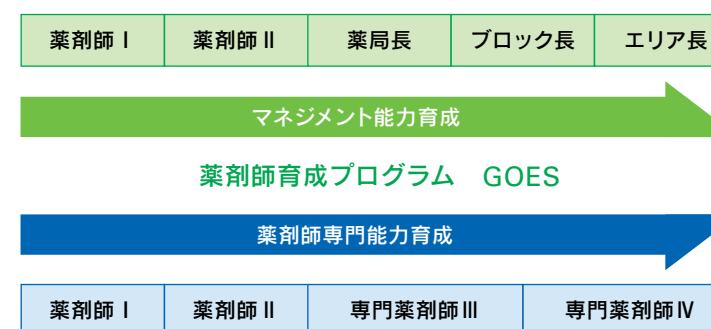 薬剤師Ⅰ 薬剤師Ⅱ 薬局長 ブロック長 エリア長
マネジメント能力育成
薬剤師育成プログラム GOES
薬剤師専門能力育成
薬剤師Ⅰ 薬剤師Ⅱ 専門薬剤師Ⅲ 専門薬剤師Ⅳ